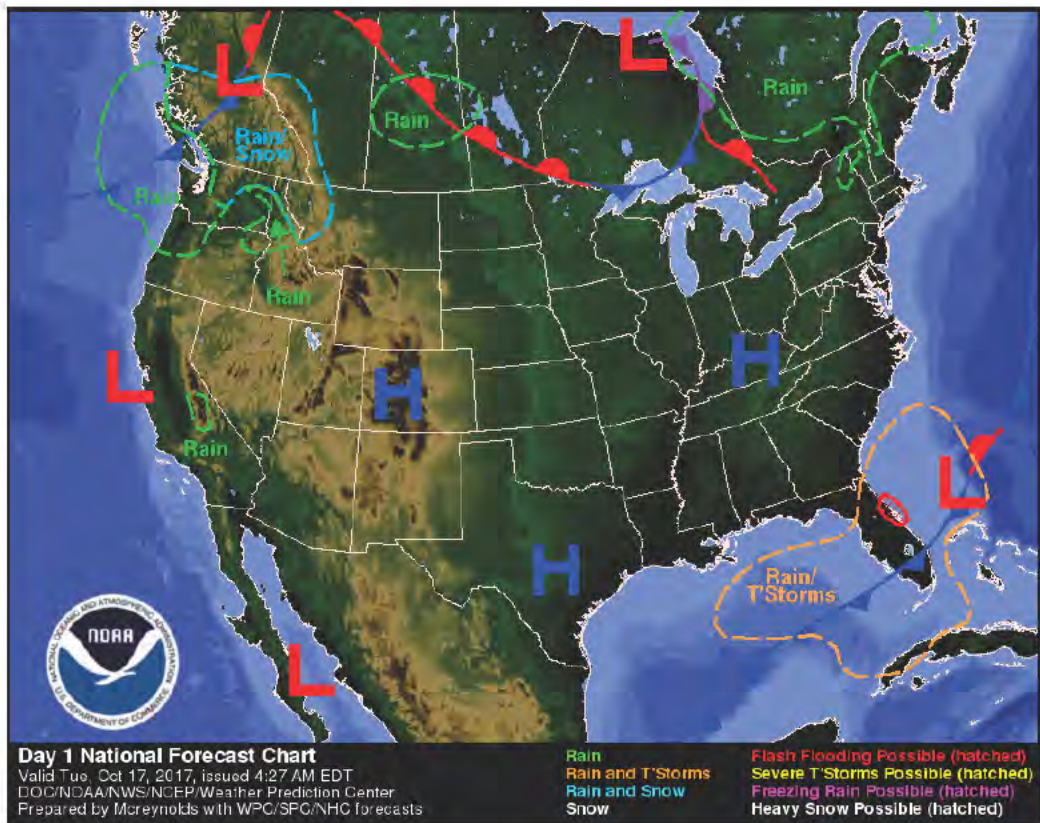 L
L
Rain
Rain
Rain/
Snow
Rain
Rain
L
H
H
Rain
L
H
Rain/
T'Storms
L
NATIONAL OCEANIC AND ATMOSPHERIC ADMINISTRATION
NOAA
U.S. DEPARTMENT OF COMMERCE
Day 1 National Forecast Chart
Valid Tue, Oct 17, 2017, issued 4:27 AM EDT
DOC/NOAA/NWS/NCEP/Weather Prediction Center
Prepared by Mcreynolds with WPC/SPC/NHC forecasts
Rain
Rain and T'Storms
Rain and Snow
Snow
Flash Flooding Possible (hatched)
Severe T'Storms Possible (hatched)
Freezing Rain Possible (hatched)
Heavy Snow Possible (hatched)